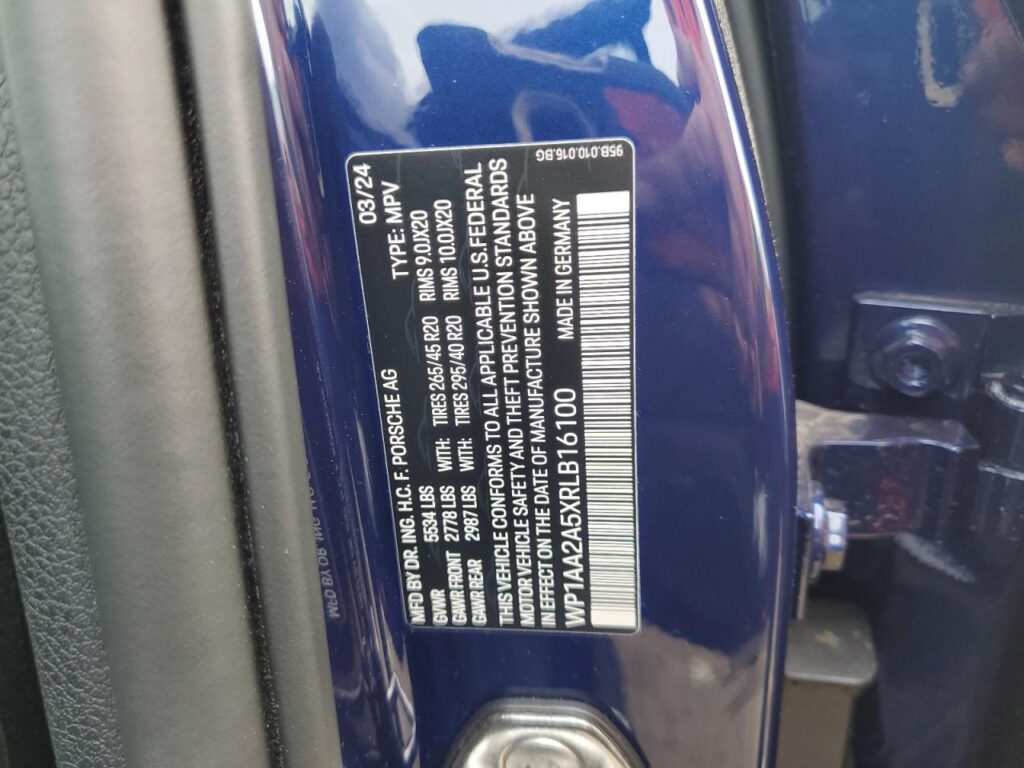 MFD BY DR. ING. H.C. F. PORSCHE AG 03/24
GVWR 5534 LBS TYPE: MPV
GAWR FRONT 2778 LBS WITH: TIRES 265/45 R20 RIMS 9.0JX20
GAWR REAR 2987 LBS WITH: TIRES 295/40 R20 RIMS 10.0JX20
THIS VEHICLE CONFORMS TO ALL APPLICABLE U.S. FEDERAL
MOTOR VEHICLE SAFETY AND THEFT PREVENTION STANDARDS
IN EFFECT ON THE DATE OF MANUFACTURE SHOWN ABOVE
WP1AA2A5XRLB16100 MADE IN GERMANY
95B.010.016.BG